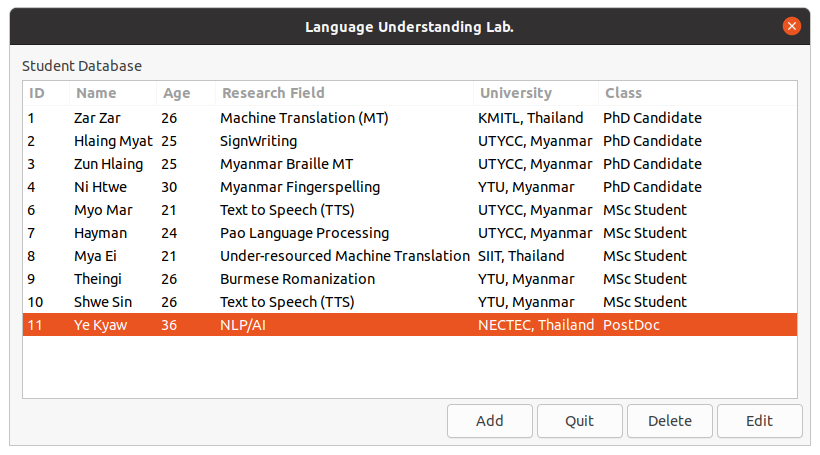 Language Understanding Lab.
Student Database
ID Name Age Research Field University Class
1 Zar Zar 26 Machine Translation (MT) KMITL, Thailand PhD Candidate
2 Hlaing Myat 25 SignWriting UTYCC, Myanmar PhD Candidate
3 Zun Hlaing 25 Myanmar Braille MT UTYCC, Myanmar PhD Candidate
4 Ni Htwe 30 Myanmar Fingerspelling YTU, Myanmar PhD Candidate
6 Myo Mar 21 Text to Speech (TTS) UTYCC, Myanmar MSc Student
7 Hayman 24 Pao Language Processing UTYCC, Myanmar MSc Student
8 Mya Ei 21 Under-resourced Machine Translation SIIT, Thailand MSc Student
9 Theingi 26 Burmese Romanization YTU, Myanmar MSc Student
10 Shwe Sin 26 Text to Speech (TTS) YTU, Myanmar MSc Student
11 Ye Kyaw 36 NLP/AI NECTEC, Thailand PostDoc
Add Quit Delete Edit